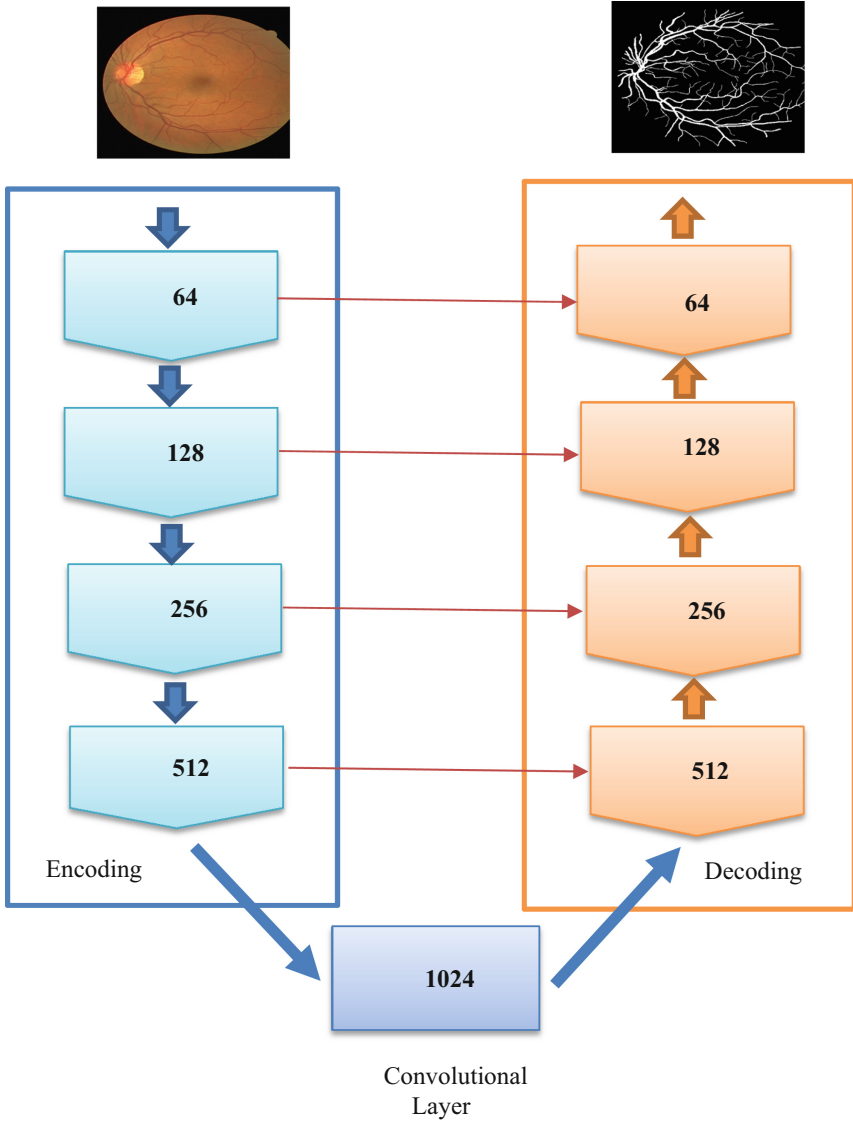 64
64
128
128
256
256
512
512
Encoding
Decoding
1024
Convolutional
Layer